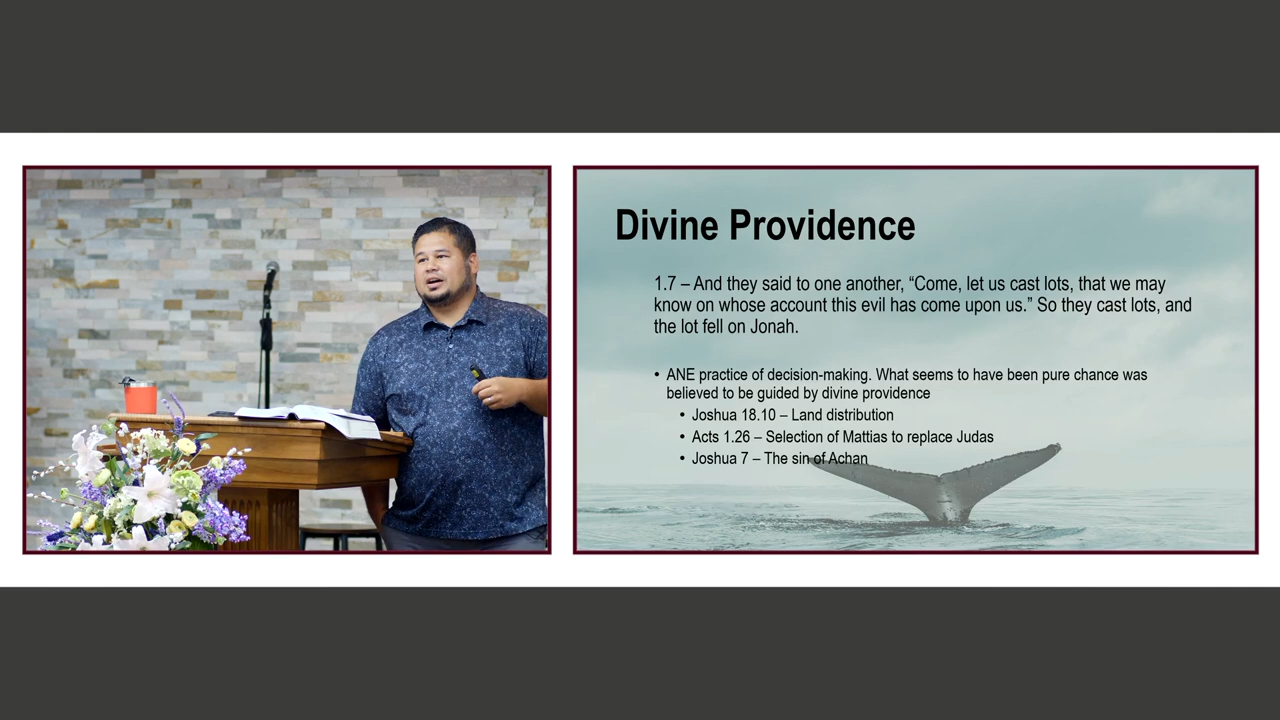 Divine Providence
1.7 – And they said to one another, “Come, let us cast lots, that we may
know on whose account this evil has come upon us.” So they cast lots, and
the lot fell on Jonah.
• ANE practice of decision-making. What seems to have been pure chance was
believed to be guided by divine providence
• Joshua 18.10 – Land distribution
• Acts 1.26 – Selection of Mattias to replace Judas
• Joshua 7 – The sin of Achan